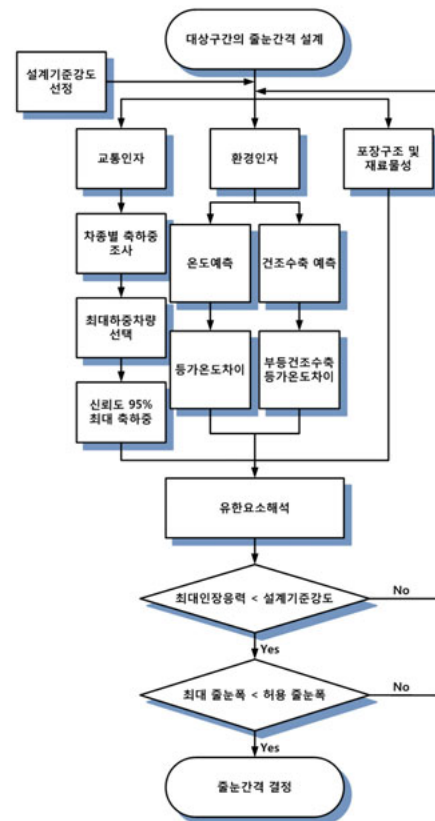 대상구간의 줄눈간격 설계
설계기준강도
선정
교통인자
환경인자
포장구조 및
재료물성
차종별 축하중
조사
온도예측
건조수축 예측
최대하중차량
선택
등가온도차이
부등건조수축
등가온도차이
신뢰도 95%
최대 축하중
유한요소해석
최대인장응력 < 설계기준강도
No
Yes
최대 줄눈폭 < 허용 줄눈폭
No
Yes
줄눈간격 결정